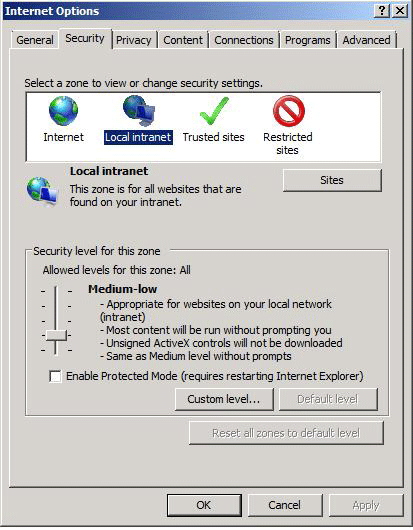 Internet Options
General Security Privacy Content Connections Programs Advanced
Select a zone to view or change security settings.
Internet Local intranet Trusted sites Restricted
sites
Local intranet
Sites
This zone is for all websites that are
found on your intranet.
Security level for this zone
Allowed levels for this zone: All
Medium-low
- Appropriate for websites on your local network
(intranet)
- Most content will be run without prompting you
- Unsigned ActiveX controls will not be downloaded
- Same as Medium level without prompts
Enable Protected Mode (requires restarting Internet Explorer)
Custom level... Default level
Reset all zones to default level
OK Cancel Apply